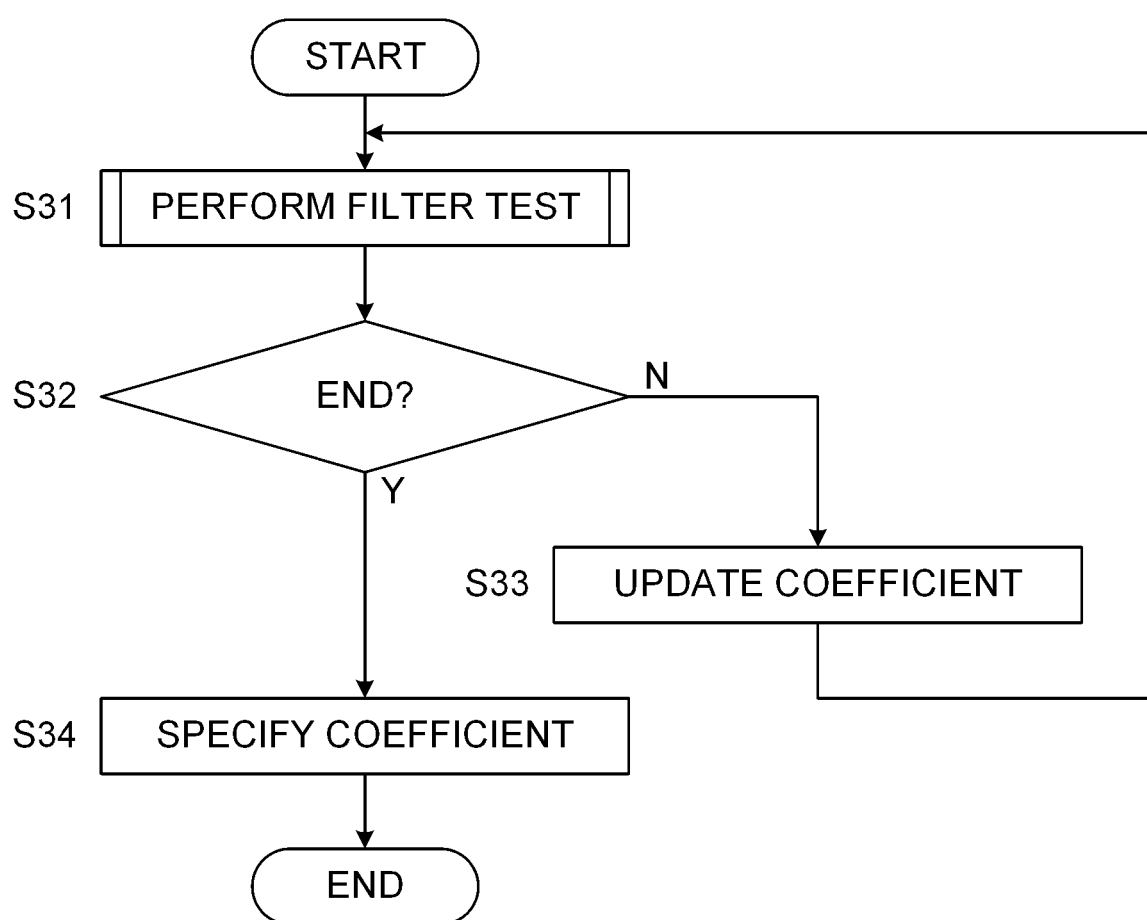 START
S31 PERFORM FILTER TEST
S32 END? N
Y
S33 UPDATE COEFFICIENT
S34 SPECIFY COEFFICIENT
END